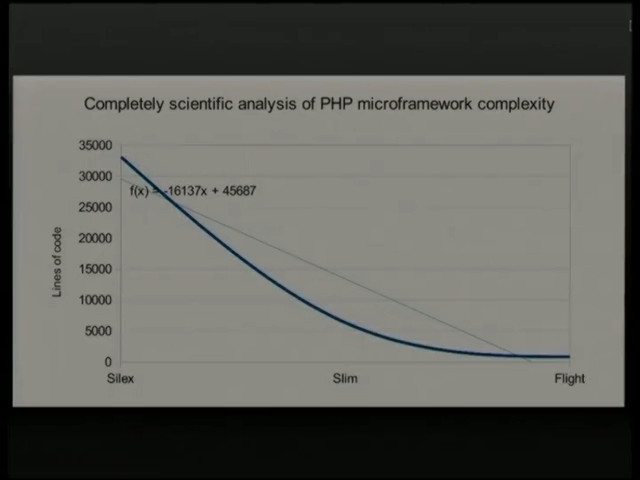 Completely scientific analysis of PHP microframework complexity
35000
30000
f(x) = -16137x + 45687
25000
20000
Lines of code
15000
10000
5000
0
Silex Slim Flight